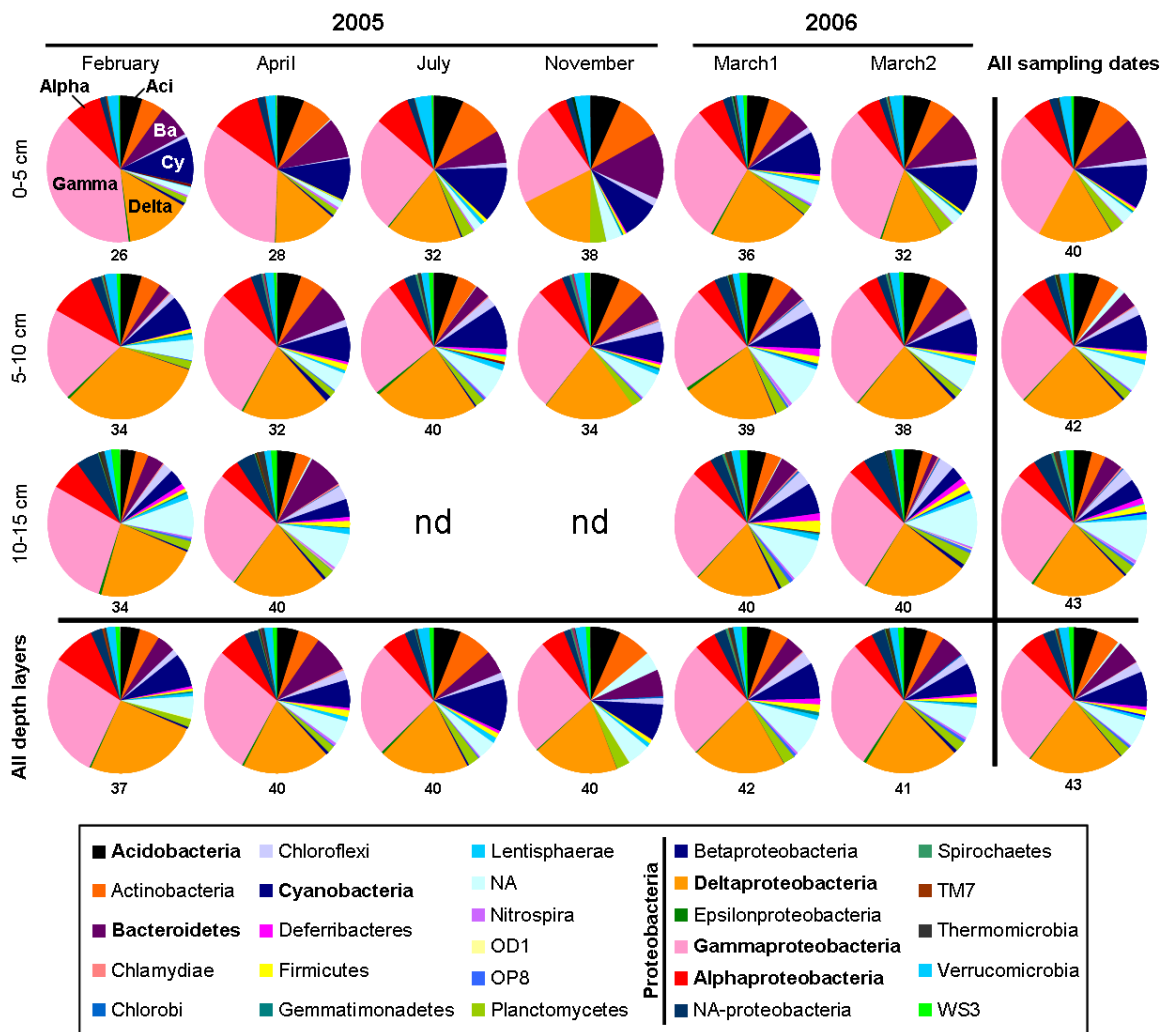 2005
2006
February
April
July
November
March1
March2
All sampling dates
Alpha
Aci
Ba
Cy
Gamma
Delta
0-5 cm
26
28
32
38
36
32
40
5-10 cm
34
32
40
34
39
38
42
10-15 cm
nd
nd
34
40
40
40
43
All depth layers
37
40
40
40
42
41
43
Acidobacteria
Actinobacteria
Bacteroidetes
Chlamydiae
Chlorobi
Chloroflexi
Cyanobacteria
Deferribacteres
Firmicutes
Gemmatimonadetes
Lentisphaerae
NA
Nitrospira
OD1
OP8
Planctomycetes
Proteobacteria
Betaproteobacteria
Deltaproteobacteria
Epsilonproteobacteria
Gammaproteobacteria
Alphaproteobacteria
NA-proteobacteria
Spirochaetes
TM7
Thermomicrobia
Verrucomicrobia
WS3